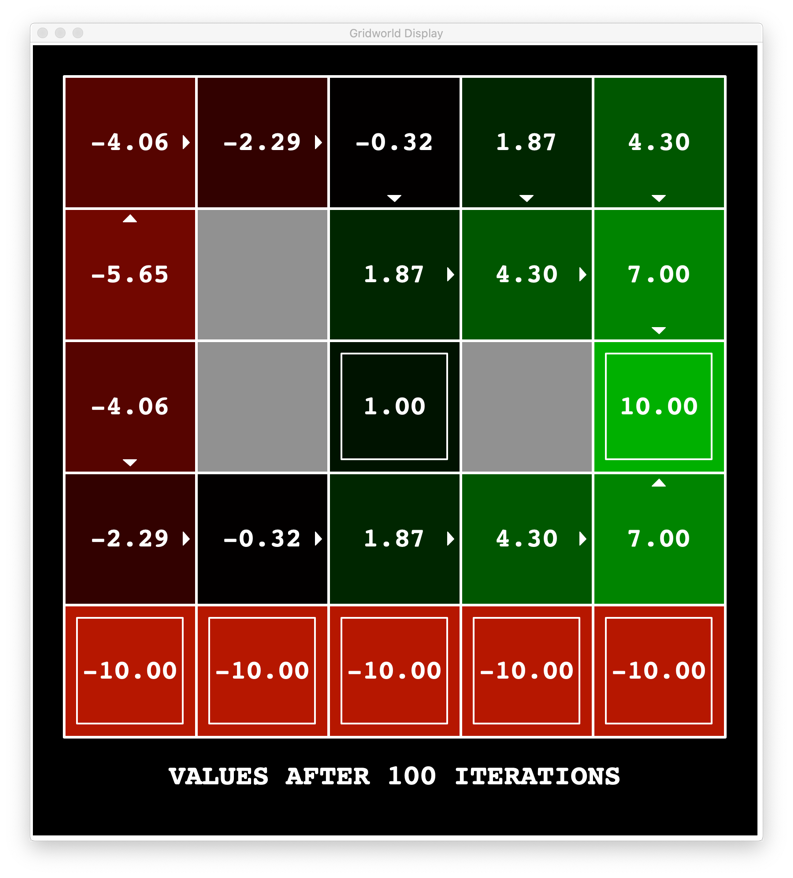 Gridworld Display
-4.06 -2.29 -0.32 1.87 4.30
-5.65 1.87 4.30 7.00
-4.06 1.00 10.00
-2.29 -0.32 1.87 4.30 7.00
-10.00 -10.00 -10.00 -10.00 -10.00
VALUES AFTER 100 ITERATIONS